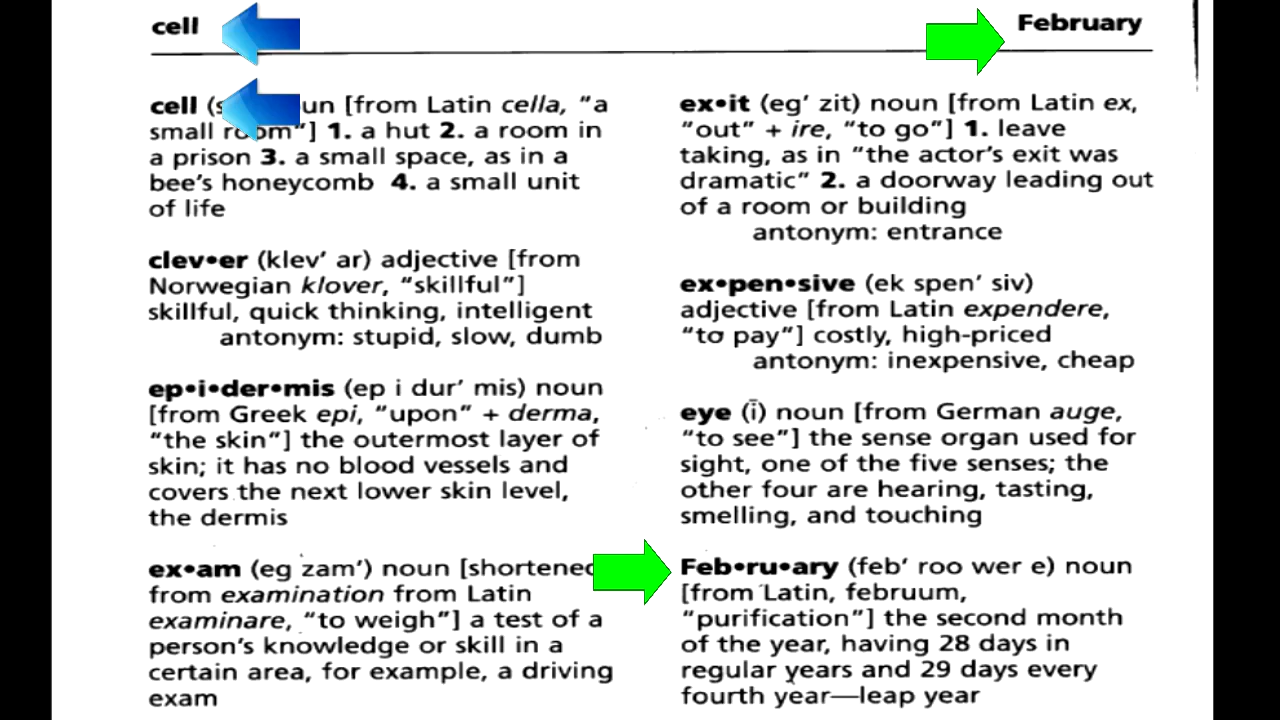 cell
February
cell (s un [from Latin cella, "a
small room"] 1. a hut 2. a room in
a prison 3. a small space, as in a
bee's honeycomb 4. a small unit
of life
clev•er (klev' ar) adjective [from
Norwegian klover, "skillful"]
skillful, quick thinking, intelligent
antonym: stupid, slow, dumb
ep•i•der•mis (ep i dur' mis) noun
[from Greek epi, "upon" + derma,
"the skin"] the outermost layer of
skin; it has no blood vessels and
covers the next lower skin level,
the dermis
ex•am (eg zam') noun [shortened
from examination from Latin
examinare, "to weigh"] a test of a
person's knowledge or skill in a
certain area, for example, a driving
exam
ex•it (eg' zit) noun [from Latin ex,
"out" + ire, "to go"] 1. leave
taking, as in "the actor's exit was
dramatic" 2. a doorway leading out
of a room or building
antonym: entrance
ex•pen•sive (ek spen' siv)
adjective [from Latin expendere,
"to pay"] costly, high-priced
antonym: inexpensive, cheap
eye (ī) noun [from German auge,
"to see"] the sense organ used for
sight, one of the five senses; the
other four are hearing, tasting,
smelling, and touching
Feb•ru•ary (feb' roo wer e) noun
[from Latin, februum,
"purification"] the second month
of the year, having 28 days in
regular years and 29 days every
fourth year—leap year